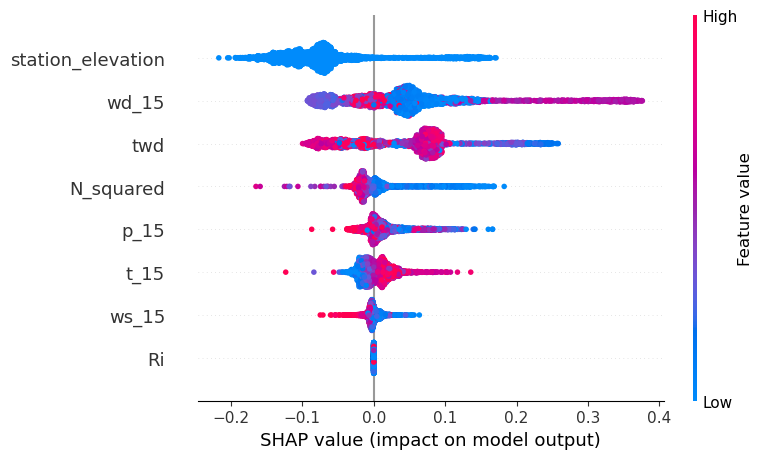 High
station_elevation
wd_15
twd
N_squared
p_15
t_15
ws_15
Ri
Feature value
Low
−0.2 −0.1 0.0 0.1 0.2 0.3 0.4
SHAP value (impact on model output)